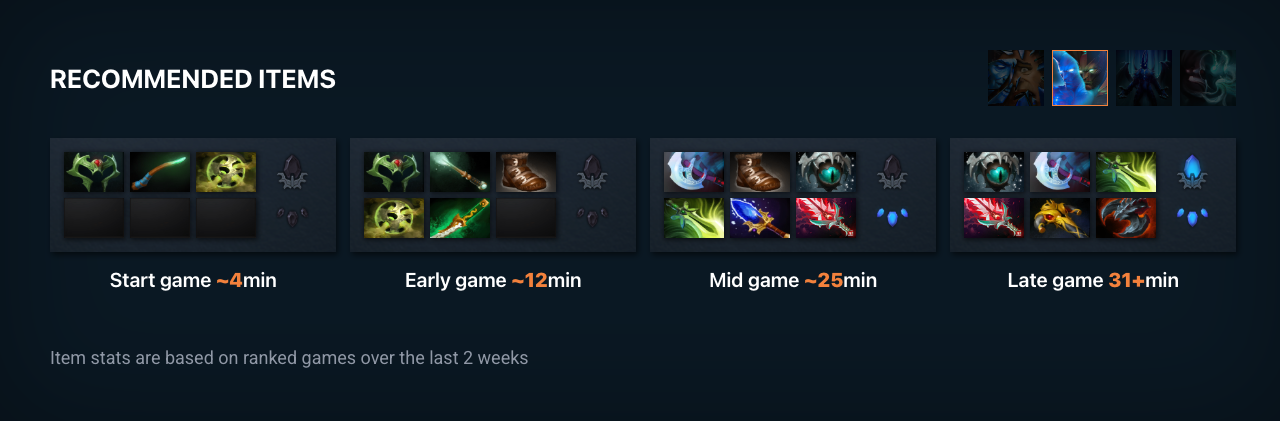 RECOMMENDED ITEMS
Start game ~4min
Early game ~12min
Mid game ~25min
Late game 31+min
Item stats are based on ranked games over the last 2 weeks